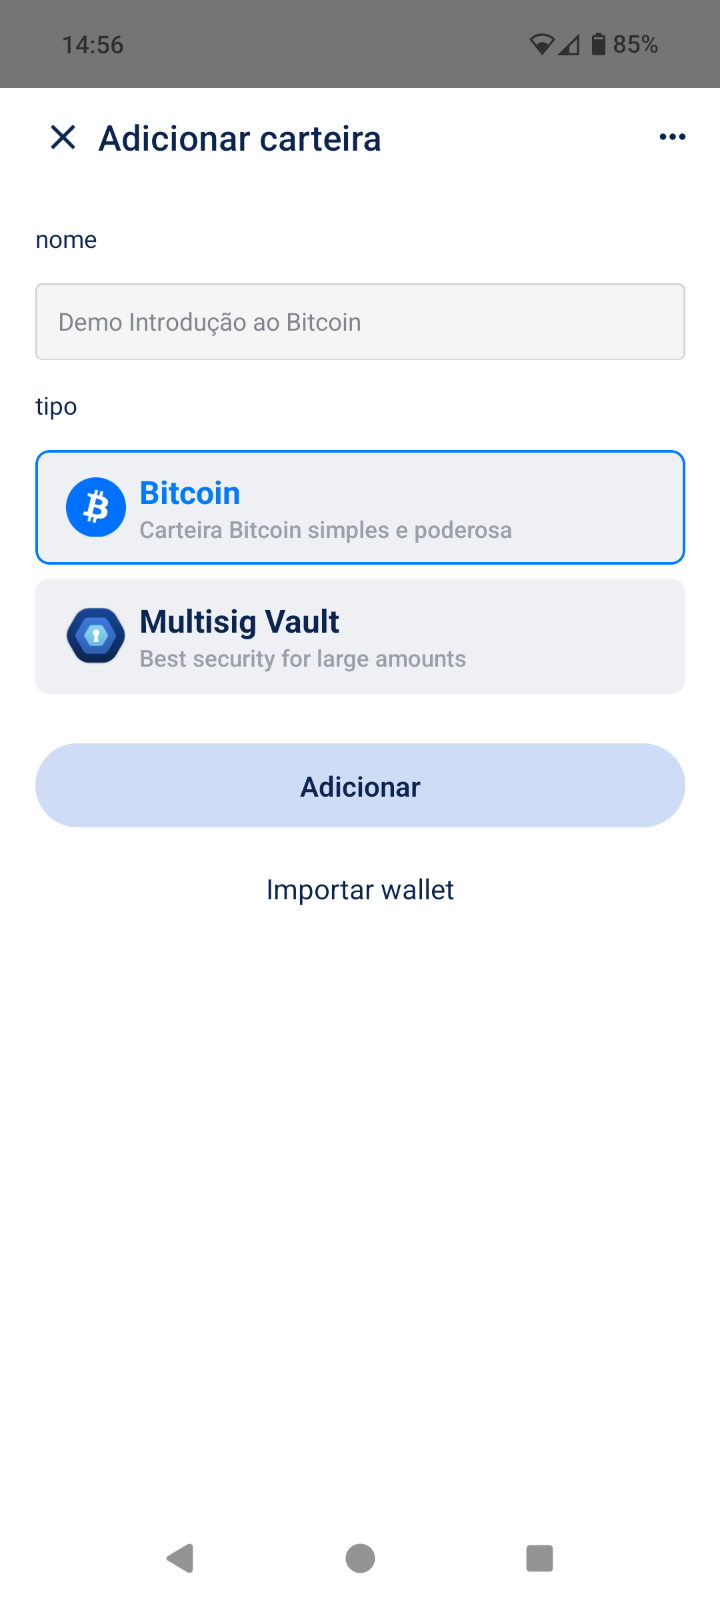 14:56
85%
Adicionar carteira
nome
Demo Introdução ao Bitcoin
tipo
Bitcoin
Carteira Bitcoin simples e poderosa
Multisig Vault
Best security for large amounts
Adicionar
Importar wallet